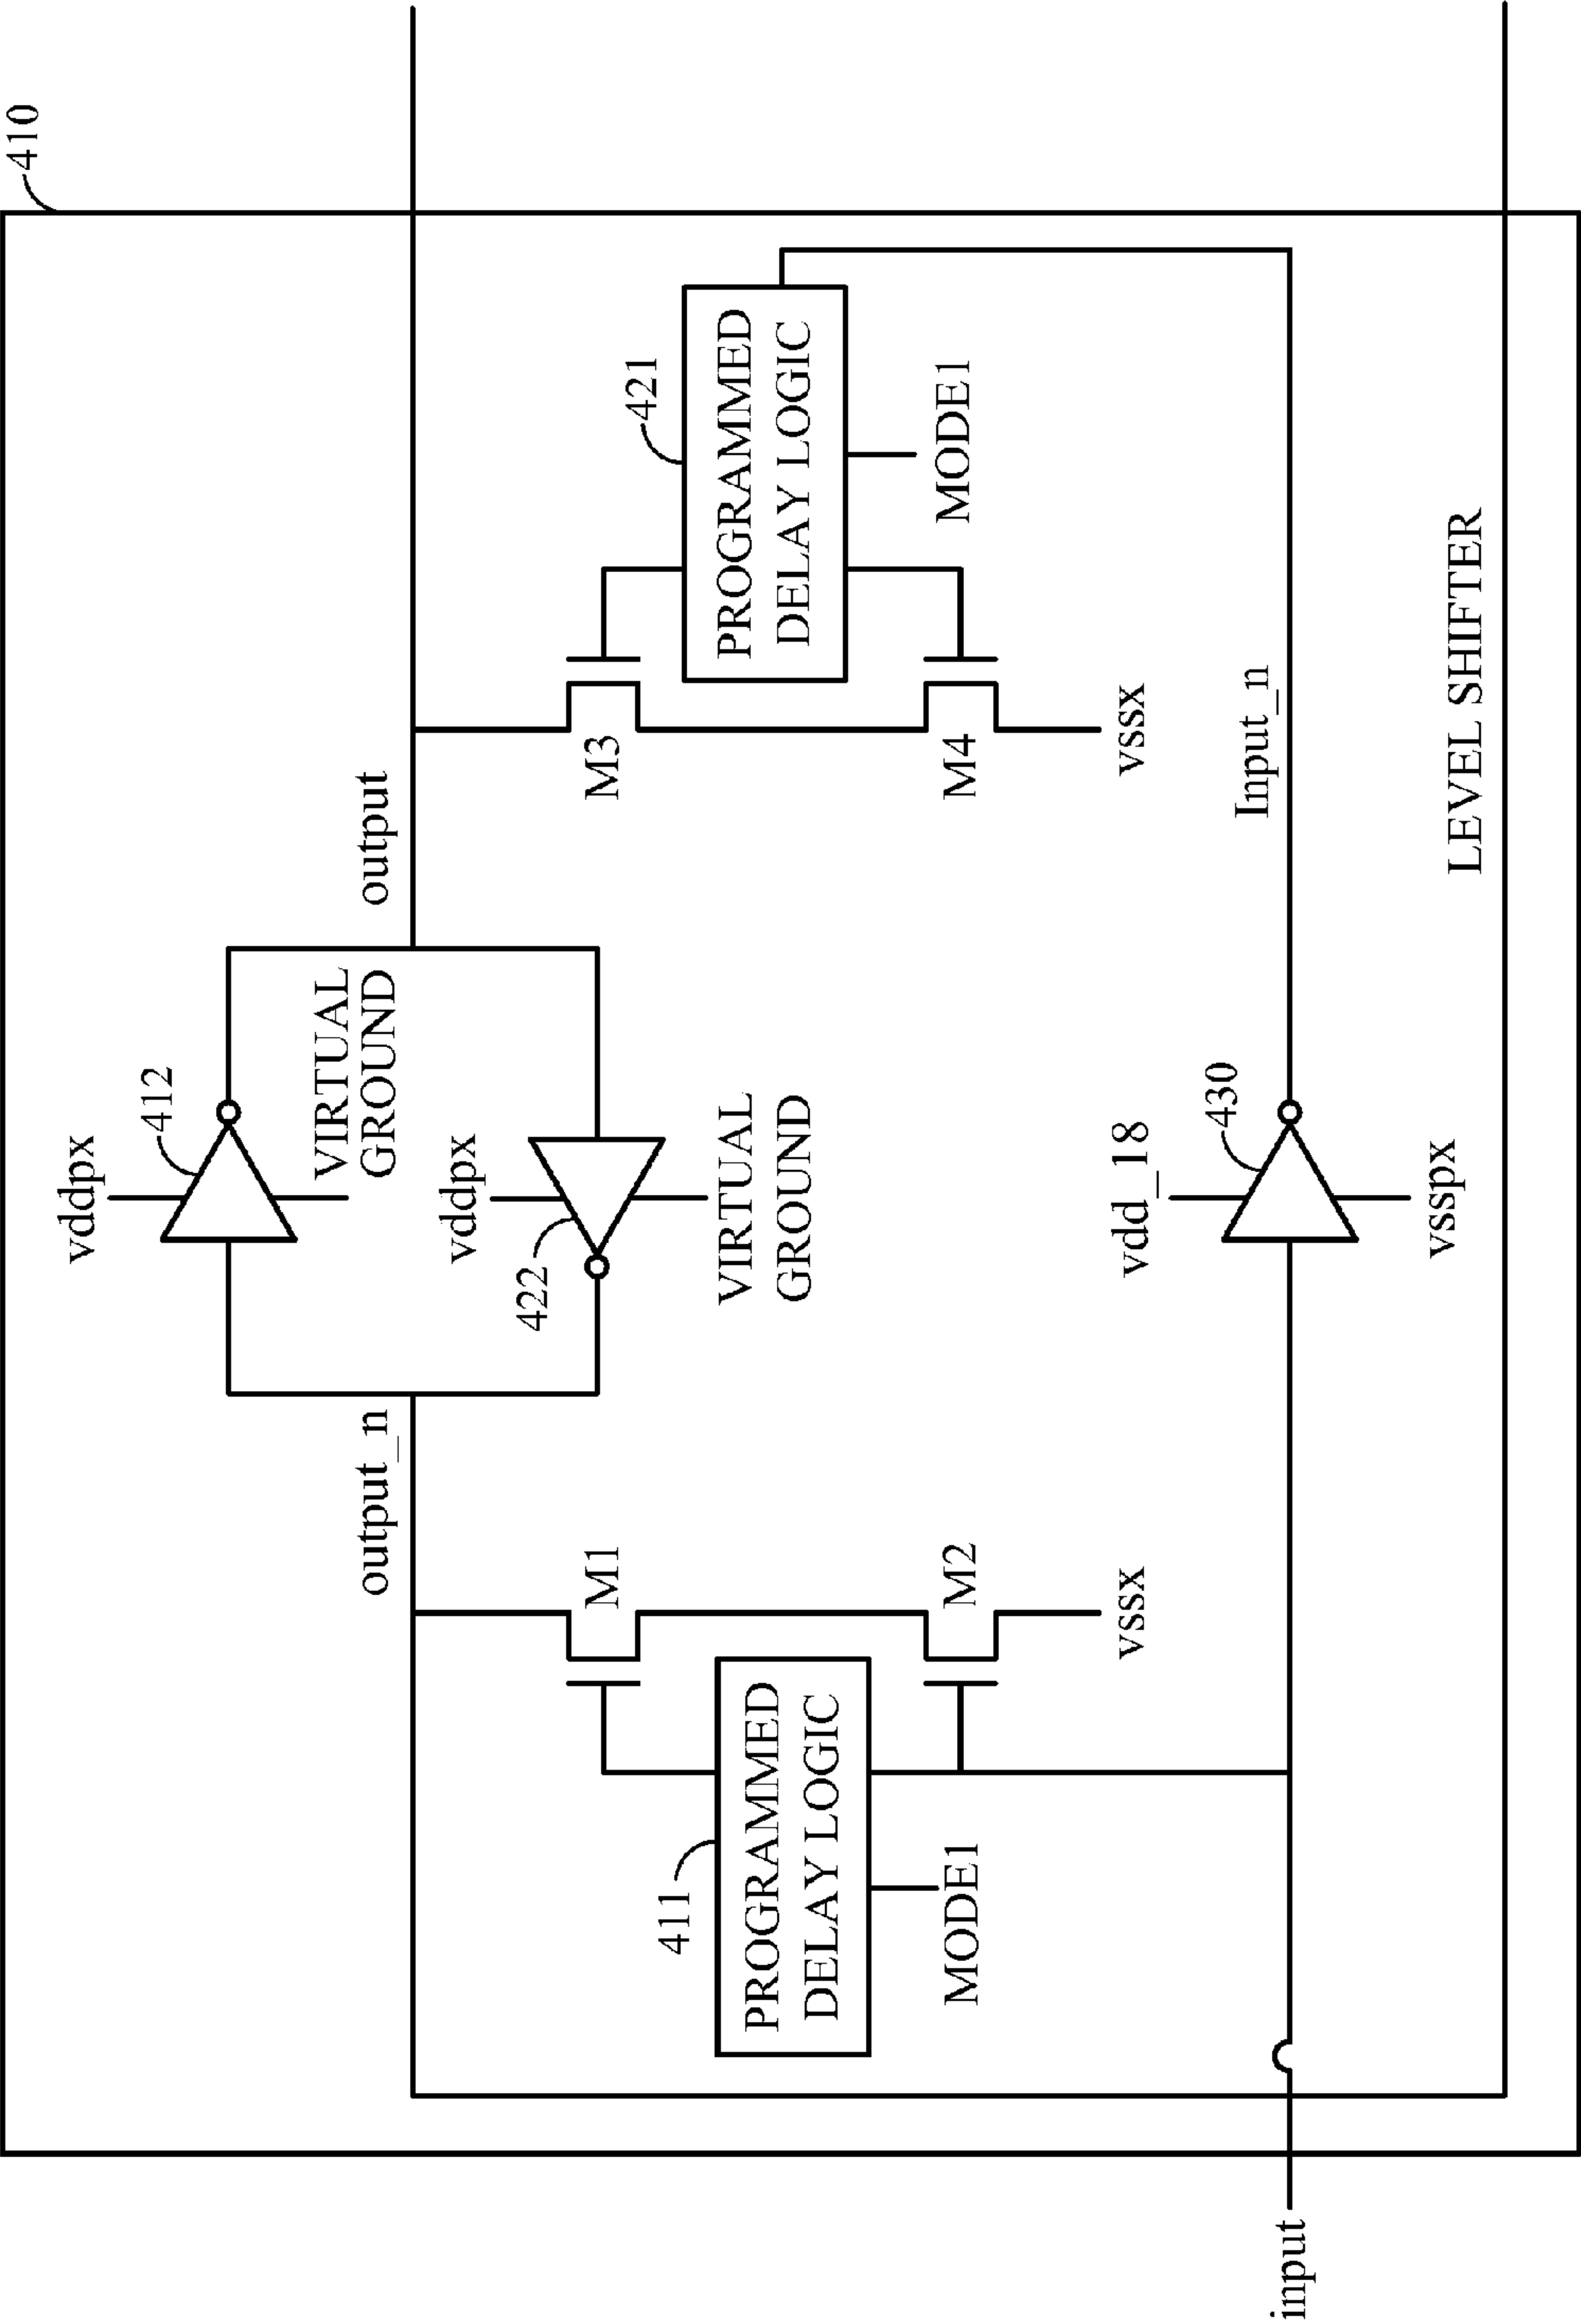 410
vddpx
412
VIRTUAL
GROUND
output_n
output
vddpx
422
VIRTUAL
GROUND
M1
M3
411
PROGRAMMED
DELAY LOGIC
421
PROGRAMMED
DELAY LOGIC
MODE1
M2
M4
MODE1
vssx
vdd_18
vssx
430
input
Input_n
vsspx
LEVEL SHIFTER